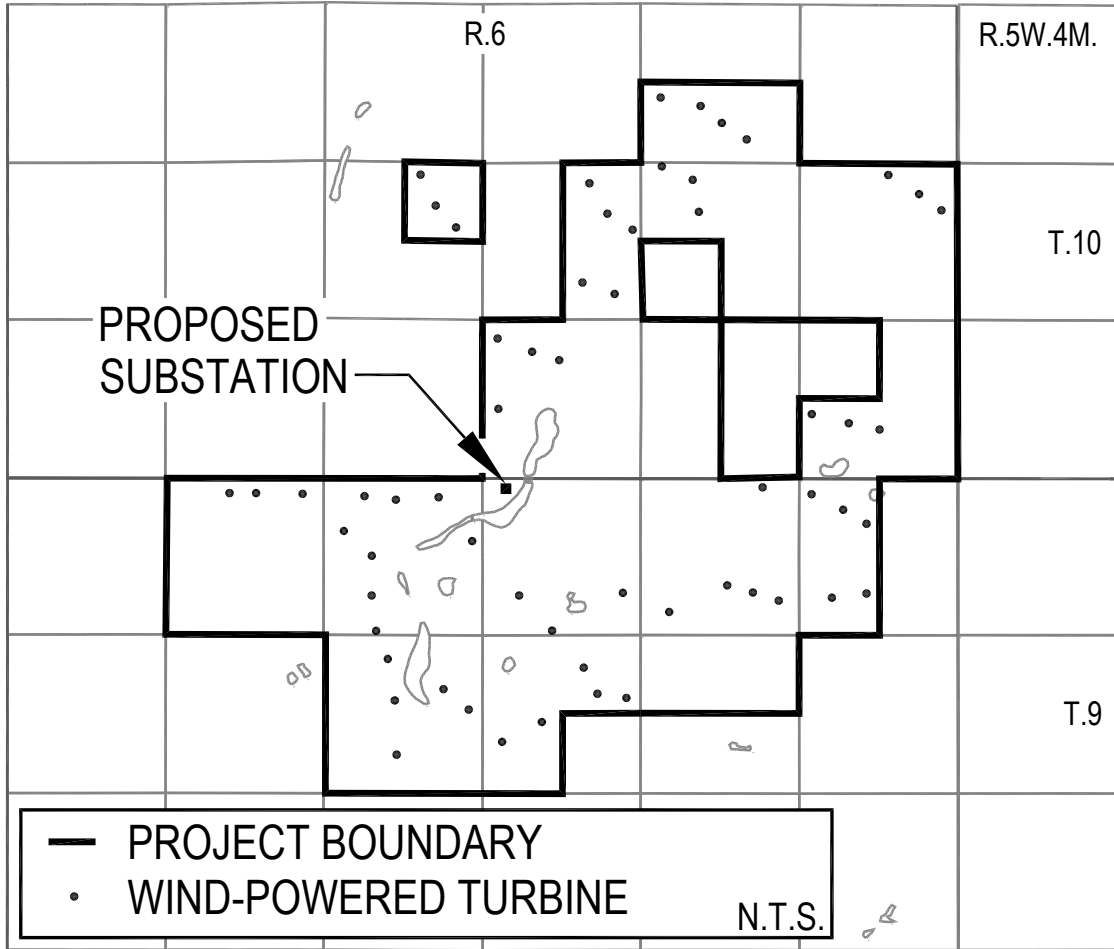 R.6
R.5W.4M.
T.10
PROPOSED
SUBSTATION
T.9
PROJECT BOUNDARY
WIND-POWERED TURBINE
N.T.S.